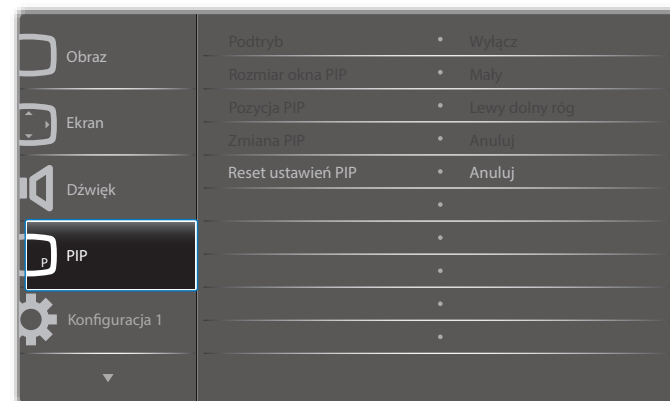 Obraz
Ekran
Dźwięk
P
PIP
Konfiguracja 1
Podtryb • Wyłącz
Rozmiar okna PIP • Mały
Pozycja PIP • Lewy dolny róg
Zmiana PIP • Anuluj
Reset ustawień PIP • Anuluj